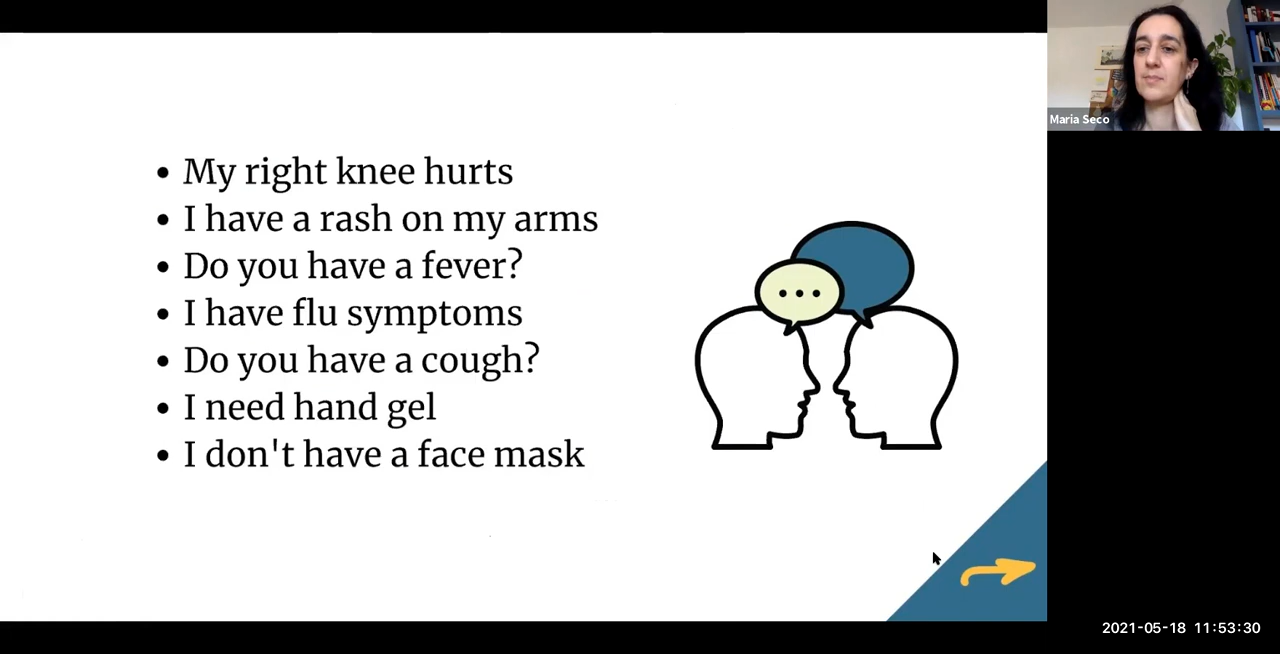 My right knee hurts
I have a rash on my arms
Do you have a fever?
I have flu symptoms
Do you have a cough?
I need hand gel
I don't have a face mask
Maria Seco
2021-05-18 11:53:30